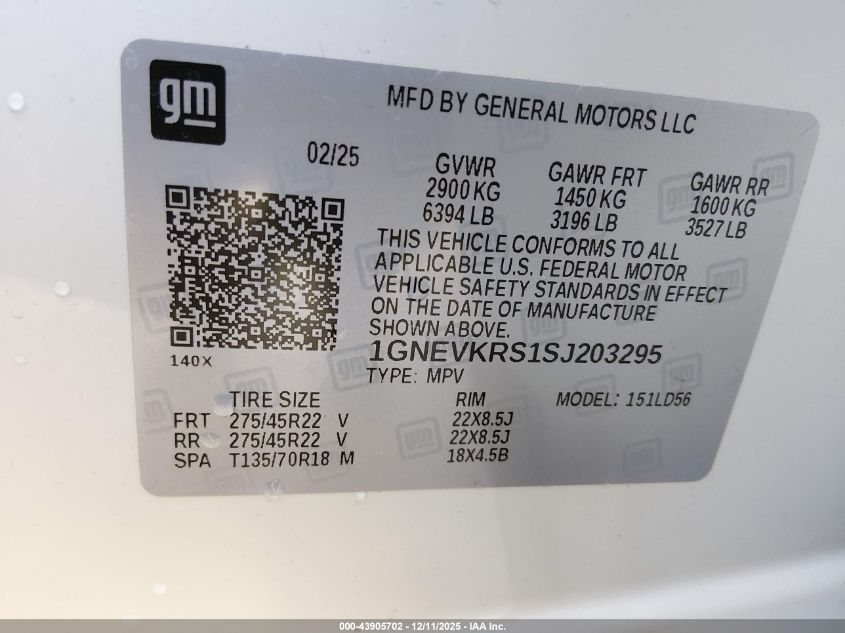 gm
MFD BY GENERAL MOTORS LLC
02/25
GVWR
2900 KG
6394 LB
GAWR FRT
1450 KG
3196 LB
GAWR RR
1600 KG
3527 LB
THIS VEHICLE CONFORMS TO ALL
APPLICABLE U.S. FEDERAL MOTOR
VEHICLE SAFETY STANDARDS IN EFFECT
ON THE DATE OF MANUFACTURE
SHOWN ABOVE.
1GNEVKRS1SJ203295
140X
TYPE: MPV
TIRE SIZE RIM MODEL: 151LD56
FRT 275/45R22 V 22X8.5J
RR 275/45R22 V 22X8.5J
SPA T135/70R18 M 18X4.5B
000-43905702 - 12/11/2025 - IAA Inc.